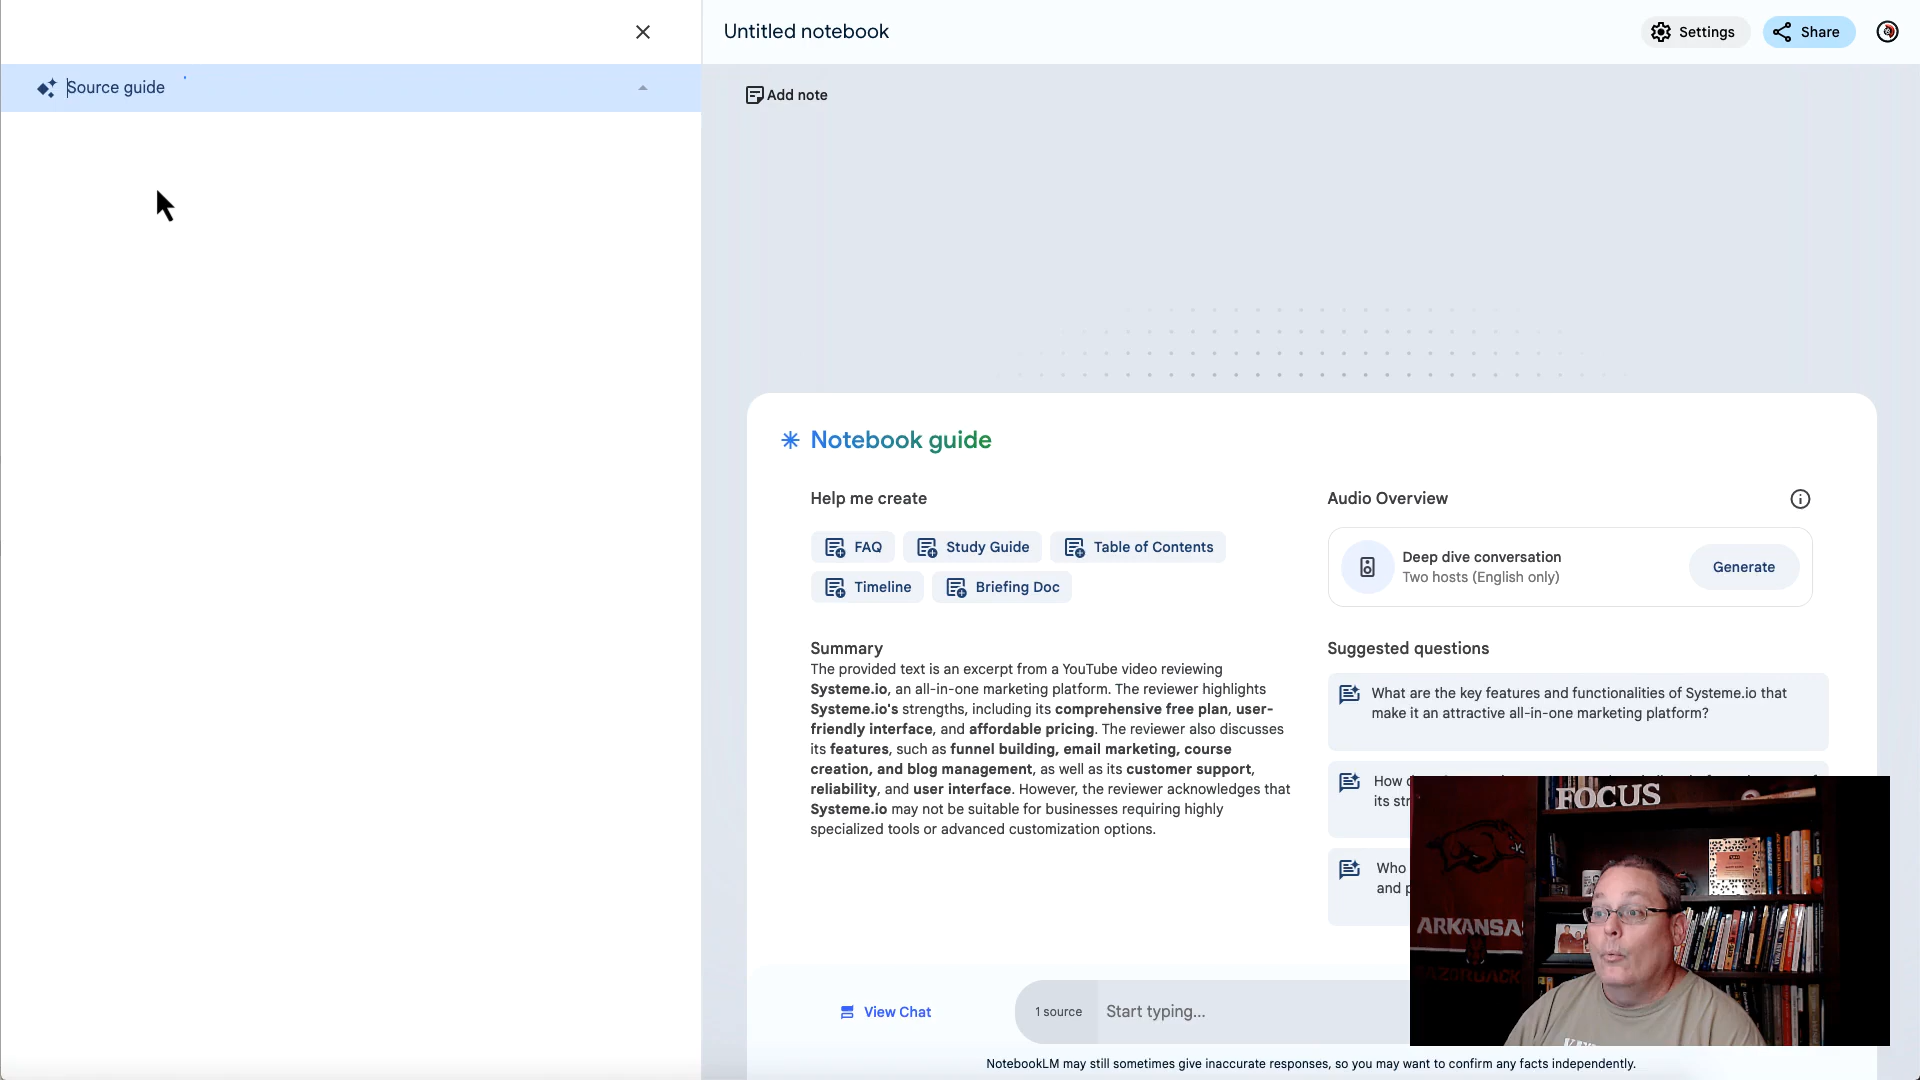 Untitled notebook
Settings
Share
Source guide
Add note
Notebook guide
Help me create
FAQ
Study Guide
Table of Contents
Timeline
Briefing Doc
Summary
The provided text is an excerpt from a YouTube video reviewing
Systeme.io, an all-in-one marketing platform. The reviewer highlights
Systeme.io's strengths, including its comprehensive free plan, user-
friendly interface, and affordable pricing. The reviewer also discusses
its features, such as funnel building, email marketing, course
creation, and blog management, as well as its customer support,
reliability, and user interface. However, the reviewer acknowledges that
Systeme.io may not be suitable for businesses requiring highly
specialized tools or advanced customization options.
Audio Overview
Deep dive conversation
Two hosts (English only)
Generate
Suggested questions
What are the key features and functionalities of Systeme.io that
make it an attractive all-in-one marketing platform?
How
its
Who
and
FOCUS
ARKANSAS
View Chat
1 source
Start typing...
NotebookLM may still sometimes give inaccurate responses, so you may want to confirm any facts independently.